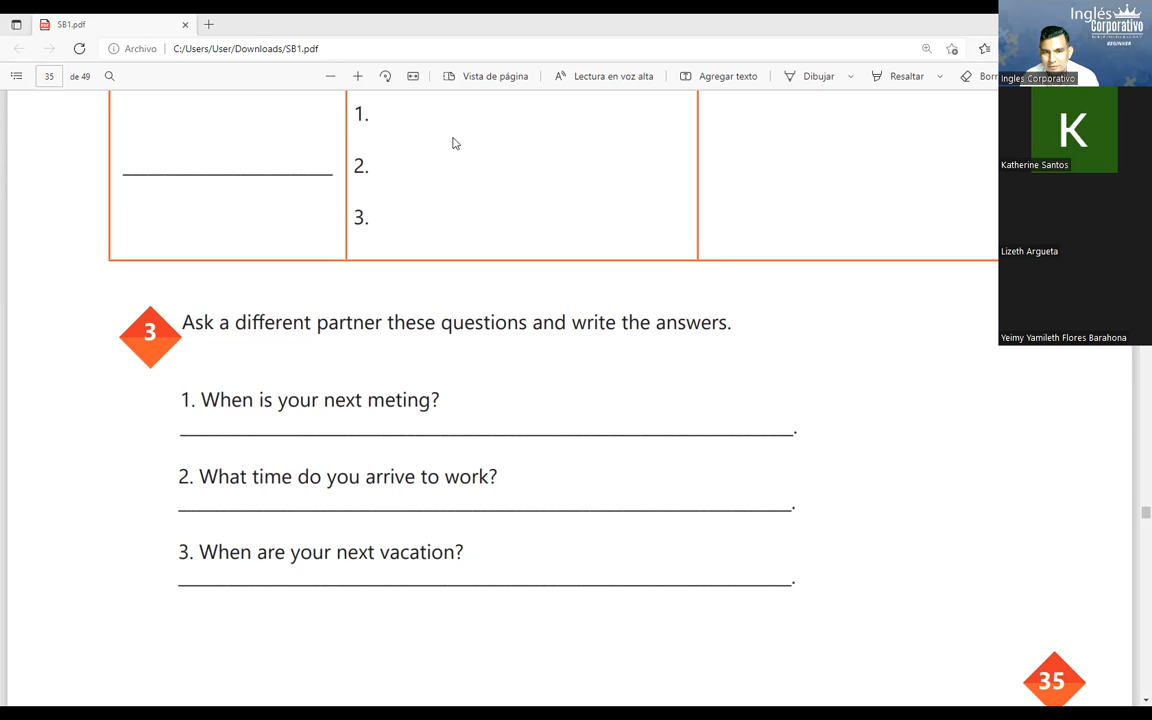 SB1.pdf
Archivo
C:/Users/User/Downloads/SB1.pdf
35
de 49
Vista de página
Lectura en voz alta
Agregar texto
Dibujar
Resaltar
Borr
Inglés
Corporativo
BEGINNER
Ingles Corporativo
K
Katherine Santos
Lizeth Argueta
Yeimy Yamileth Flores Barahona
1.
2.
3.
3
Ask a different partner these questions and write the answers.
1. When is your next meting?
2. What time do you arrive to work?
3. When are your next vacation?
35